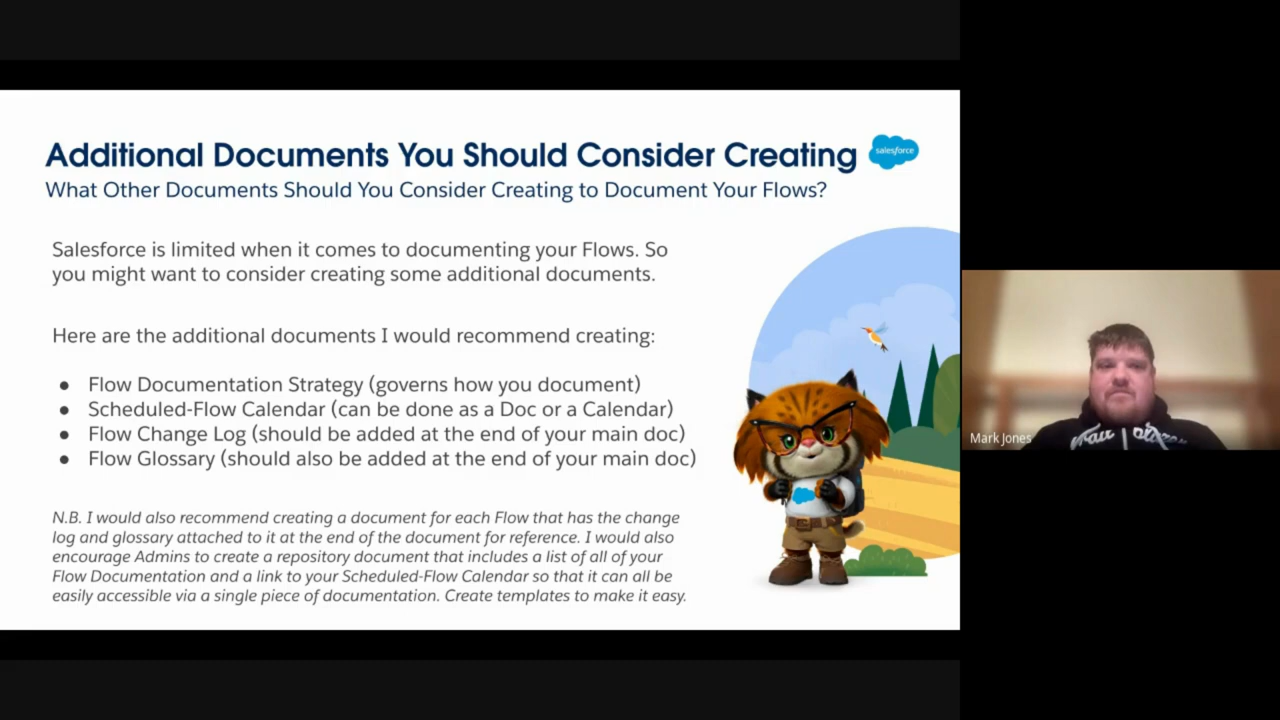 Additional Documents You Should Consider Creating
salesforce
What Other Documents Should You Consider Creating to Document Your Flows?
Salesforce is limited when it comes to documenting your Flows. So
you might want to consider creating some additional documents.
Here are the additional documents I would recommend creating:
● Flow Documentation Strategy (governs how you document)
● Scheduled-Flow Calendar (can be done as a Doc or a Calendar)
● Flow Change Log (should be added at the end of your main doc)
● Flow Glossary (should also be added at the end of your main doc)
N.B. I would also recommend creating a document for each Flow that has the change
log and glossary attached to it at the end of the document for reference. I would also
encourage Admins to create a repository document that includes a list of all of your
Flow Documentation and a link to your Scheduled-Flow Calendar so that it can all be
easily accessible via a single piece of documentation. Create templates to make it easy.
Mark Jones